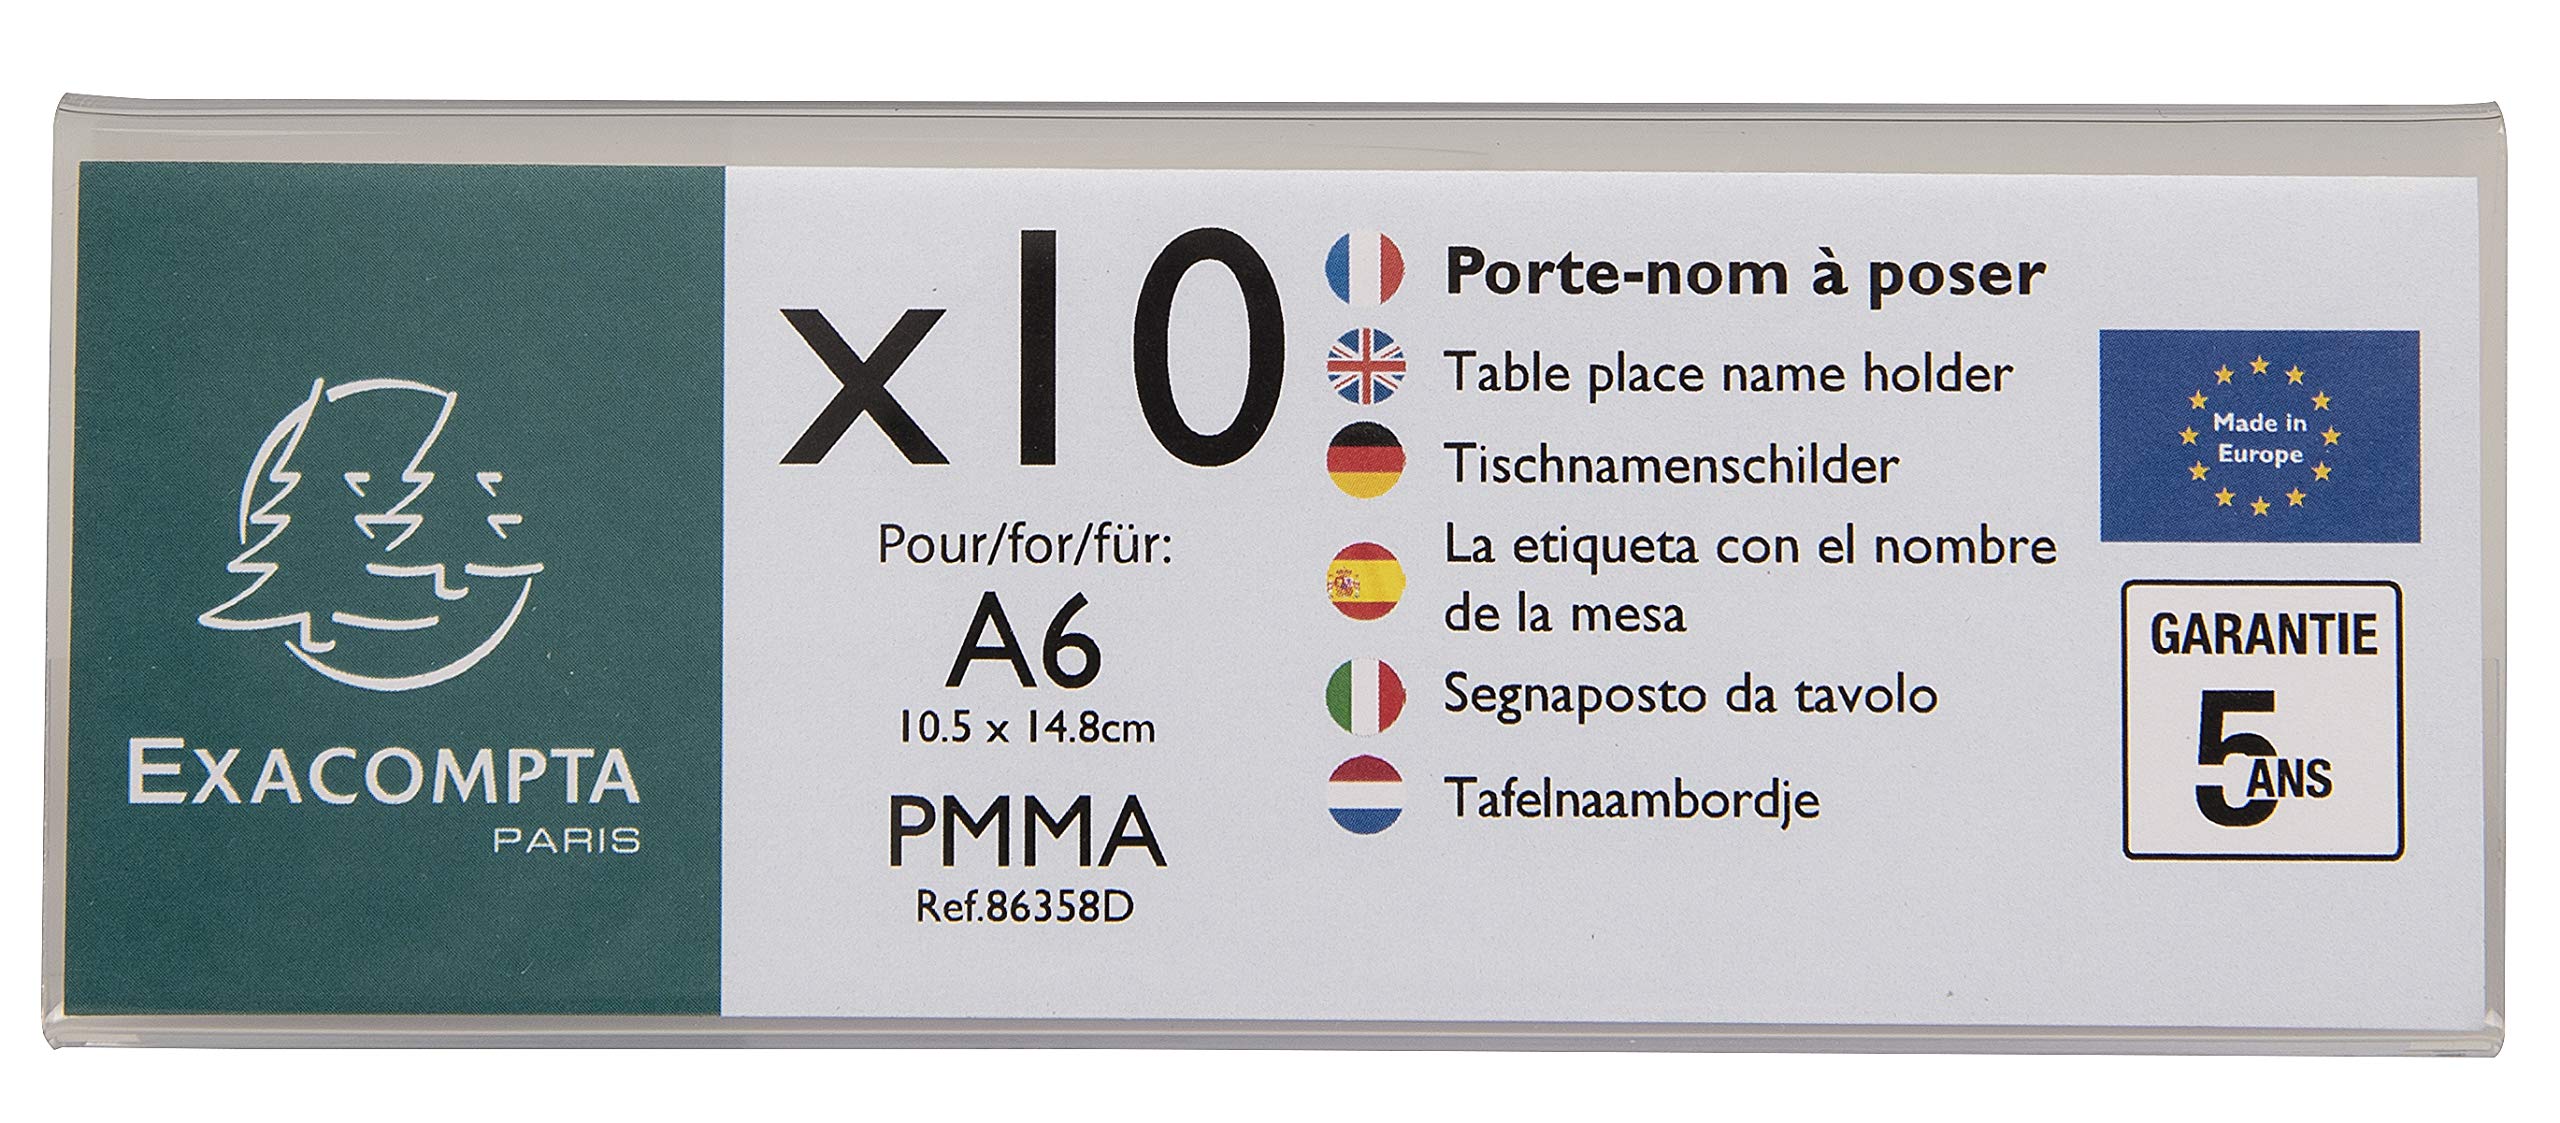 EXACOMPTA
PARIS
x10
Pour/for/für:
A6
10.5 x 14.8cm
PMMA
Ref.86358D
Porte-nom à poser
Table place name holder
Tischnamenschilder
La etiqueta con el nombre
de la mesa
Segnaposto da tavolo
Tafelnaambordje
Made in
Europe
GARANTIE
5 ANS